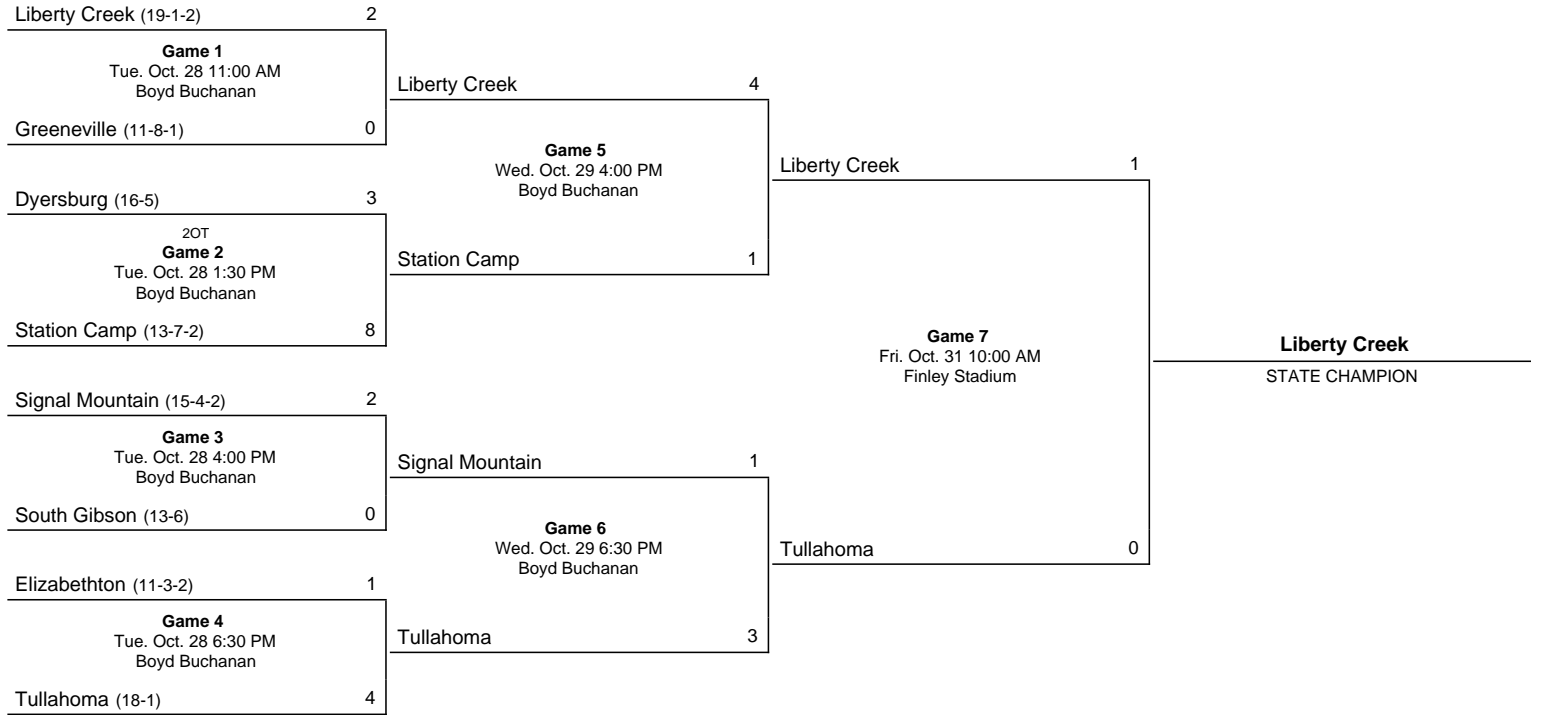 Liberty Creek (19-1-2) 2
Game 1
Tue. Oct. 28 11:00 AM
Boyd Buchanan
Greeneville (11-8-1) 0
Dyersburg (16-5) 3
2OT
Game 2
Tue. Oct. 28 1:30 PM
Boyd Buchanan
Station Camp (13-7-2) 8
Signal Mountain (15-4-2) 2
Game 3
Tue. Oct. 28 4:00 PM
Boyd Buchanan
South Gibson (13-6) 0
Elizabethton (11-3-2) 1
Game 4
Tue. Oct. 28 6:30 PM
Boyd Buchanan
Tullahoma (18-1) 4
Liberty Creek 4
Game 5
Wed. Oct. 29 4:00 PM
Boyd Buchanan
Station Camp 1
Signal Mountain 1
Game 6
Wed. Oct. 29 6:30 PM
Boyd Buchanan
Tullahoma 3
Liberty Creek 1
Game 7
Fri. Oct. 31 10:00 AM
Finley Stadium
Tullahoma 0
Liberty Creek
STATE CHAMPION